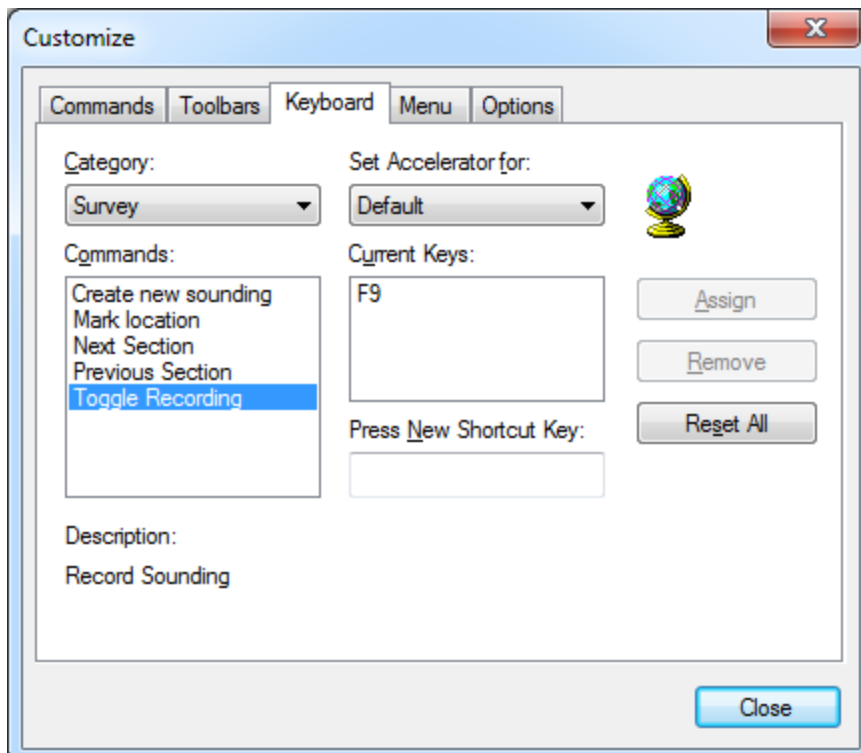 Customize
Commands Toolbars Keyboard Menu Options
Category: Set Accelerator for:
Survey Default
Commands: Current Keys:
Create new sounding F9
Mark location Assign
Next Section
Previous Section Remove
Toggle Recording
Press New Shortcut Key: Reset All
Description:
Record Sounding
Close